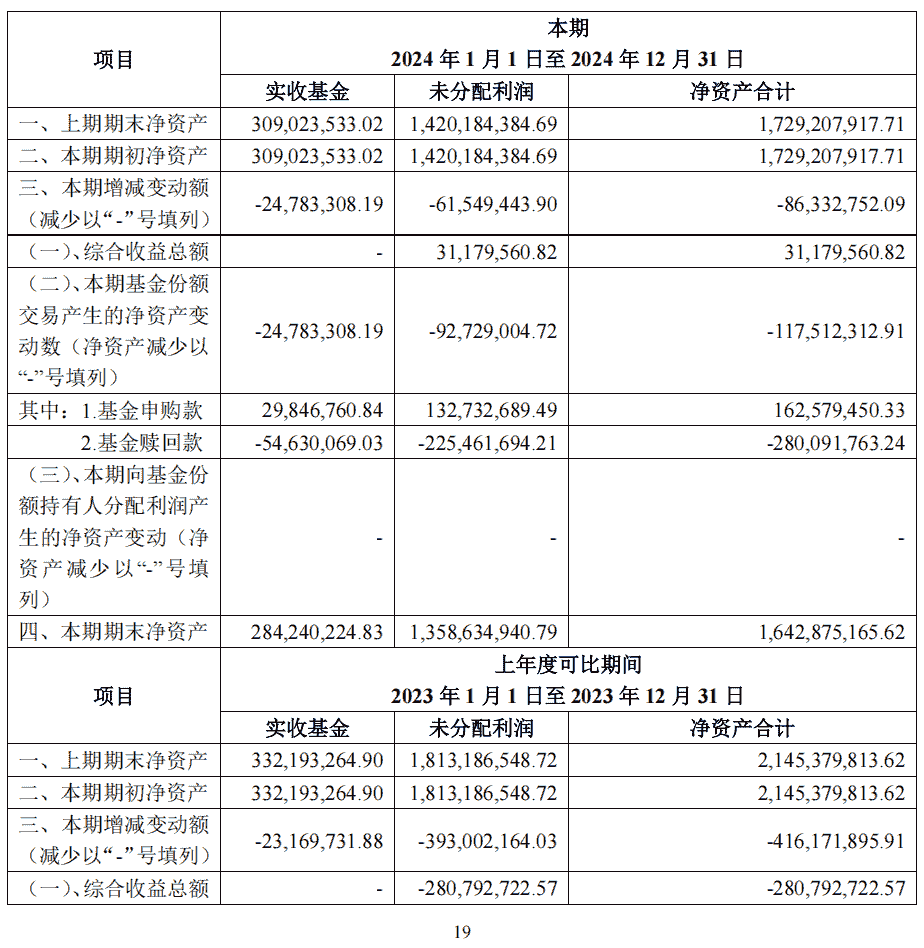 项目
本期
2024 年 1 月 1 日至 2024 年 12 月 31 日
实收基金 未分配利润 净资产合计
一、上期期末净资产 309,023,533.02 1,420,184,384.69 1,729,207,917.71
二、本期期初净资产 309,023,533.02 1,420,184,384.69 1,729,207,917.71
三、本期增减变动额
（减少以“-”号填列） -24,783,308.19 -61,549,443.90 -86,332,752.09
（一）、综合收益总额 - 31,179,560.82 31,179,560.82
（二）、本期基金份额
交易产生的净资产变
动数（净资产减少以
“-”号填列） -24,783,308.19 -92,729,004.72 -117,512,312.91
其中：1.基金申购款 29,846,760.84 132,732,689.49 162,579,450.33
2.基金赎回款 -54,630,069.03 -225,461,694.21 -280,091,763.24
（三）、本期向基金份
额持有人分配利润产
生的净资产变动（净
资产减少以“-”号填
列） - - -
四、本期期末净资产 284,240,224.83 1,358,634,940.79 1,642,875,165.62
项目
上年度可比期间
2023 年 1 月 1 日至 2023 年 12 月 31 日
实收基金 未分配利润 净资产合计
一、上期期末净资产 332,193,264.90 1,813,186,548.72 2,145,379,813.62
二、本期期初净资产 332,193,264.90 1,813,186,548.72 2,145,379,813.62
三、本期增减变动额
（减少以“-”号填列） -23,169,731.88 -393,002,164.03 -416,171,895.91
（一）、综合收益总额 - -280,792,722.57 -280,792,722.57
19